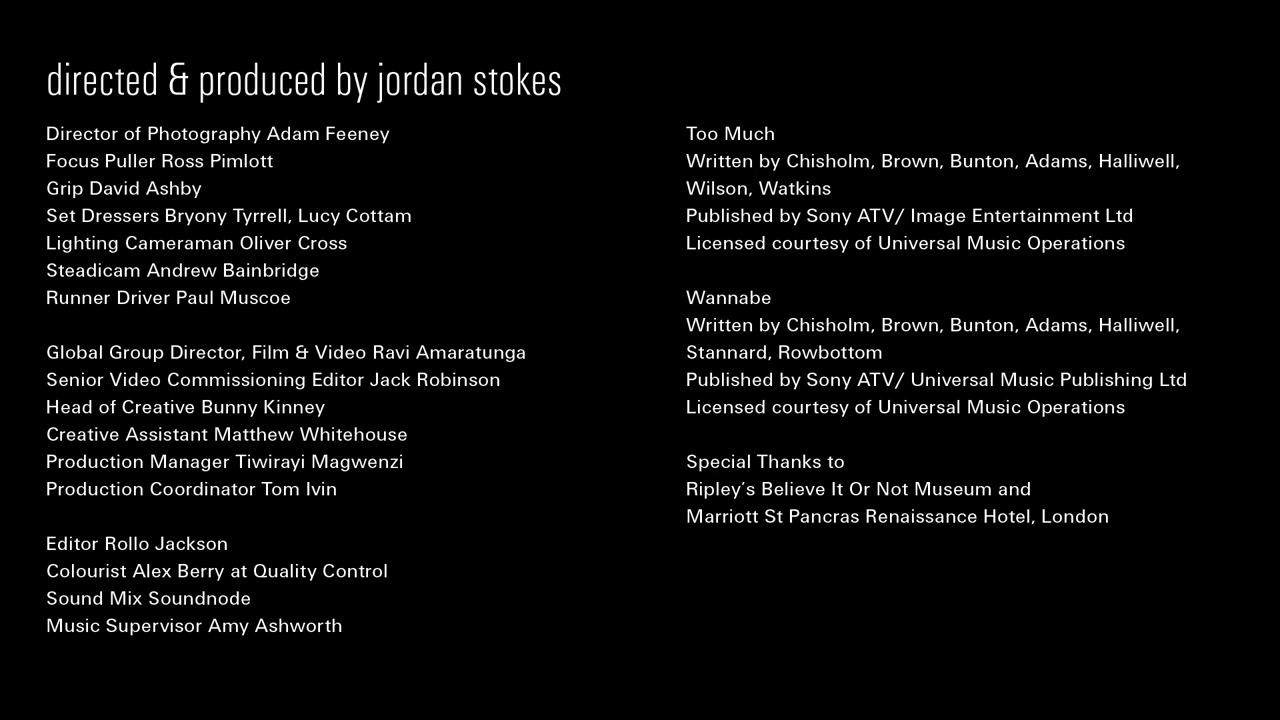 directed & produced by jordan stokes
Director of Photography Adam Feeney
Focus Puller Ross Pimlott
Grip David Ashby
Set Dressers Bryony Tyrrell, Lucy Cottam
Lighting Cameraman Oliver Cross
Steadicam Andrew Bainbridge
Runner Driver Paul Muscoe
Global Group Director, Film & Video Ravi Amaratunga
Senior Video Commissioning Editor Jack Robinson
Head of Creative Bunny Kinney
Creative Assistant Matthew Whitehouse
Production Manager Tiwirayi Magwenzi
Production Coordinator Tom Ivin
Editor Rollo Jackson
Colourist Alex Berry at Quality Control
Sound Mix Soundnode
Music Supervisor Amy Ashworth
Too Much
Written by Chisholm, Brown, Bunton, Adams, Halliwell,
Wilson, Watkins
Published by Sony ATV/ Image Entertainment Ltd
Licensed courtesy of Universal Music Operations
Wannabe
Written by Chisholm, Brown, Bunton, Adams, Halliwell,
Stannard, Rowbottom
Published by Sony ATV/ Universal Music Publishing Ltd
Licensed courtesy of Universal Music Operations
Special Thanks to
Ripley's Believe It Or Not Museum and
Marriott St Pancras Renaissance Hotel, London